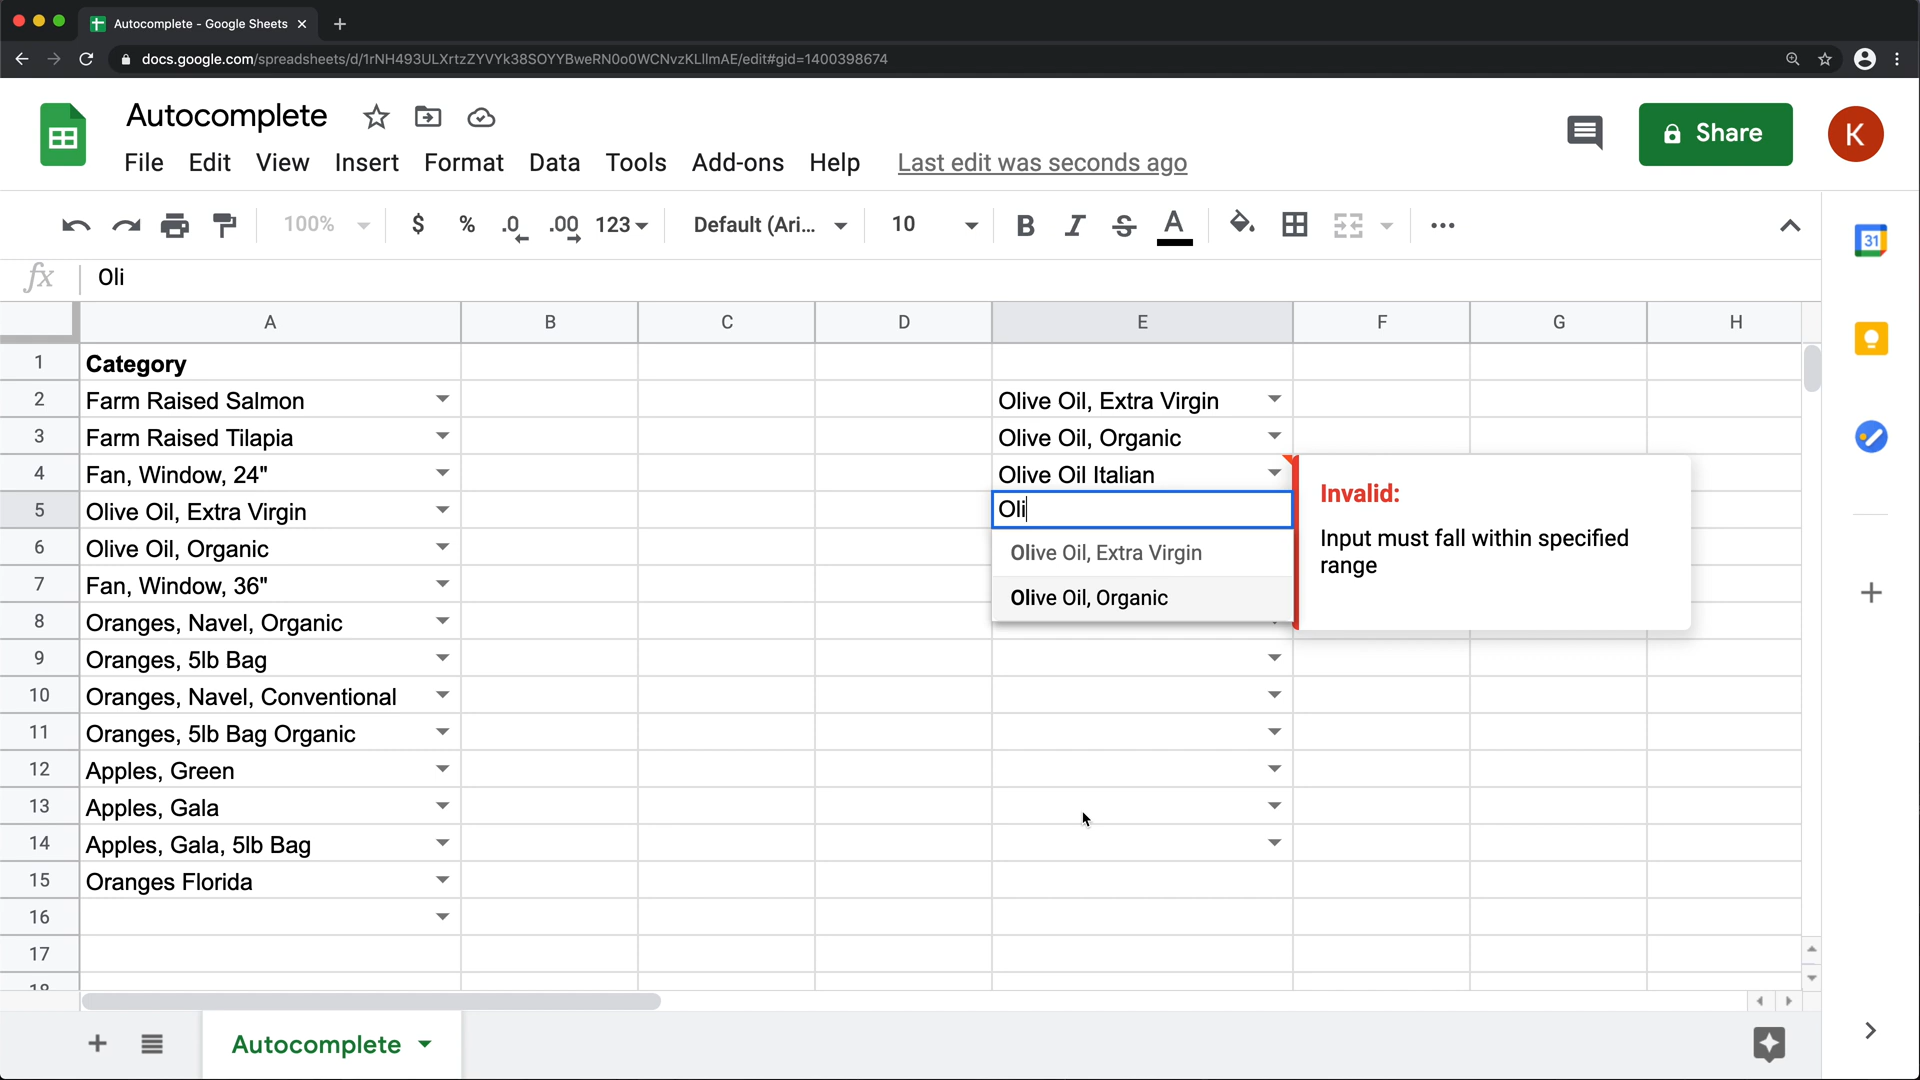 Autocomplete - Google Sheets
docs.google.com/spreadsheets/d/1rNH493ULXrtzZYVYk38SOYYBweRN0o0WCNvzKLlImAE/edit#gid=1400398674
Autocomplete
Share
K
File Edit View Insert Format Data Tools Add-ons Help Last edit was seconds ago
100% $ % .0 .00 123 Default (Ari... 10 B I S A
31
fx Oli
A B C D E F G H
1 Category
2 Farm Raised Salmon Olive Oil, Extra Virgin
3 Farm Raised Tilapia Olive Oil, Organic
4 Fan, Window, 24" Olive Oil Italian
Invalid:
5 Olive Oil, Extra Virgin Oli
Input must fall within specified
range
6 Olive Oil, Organic Olive Oil, Extra Virgin
7 Fan, Window, 36" Olive Oil, Organic
8 Oranges, Navel, Organic
9 Oranges, 5lb Bag
10 Oranges, Navel, Conventional
11 Oranges, 5lb Bag Organic
12 Apples, Green
13 Apples, Gala
14 Apples, Gala, 5lb Bag
15 Oranges Florida
16
17
18
Autocomplete